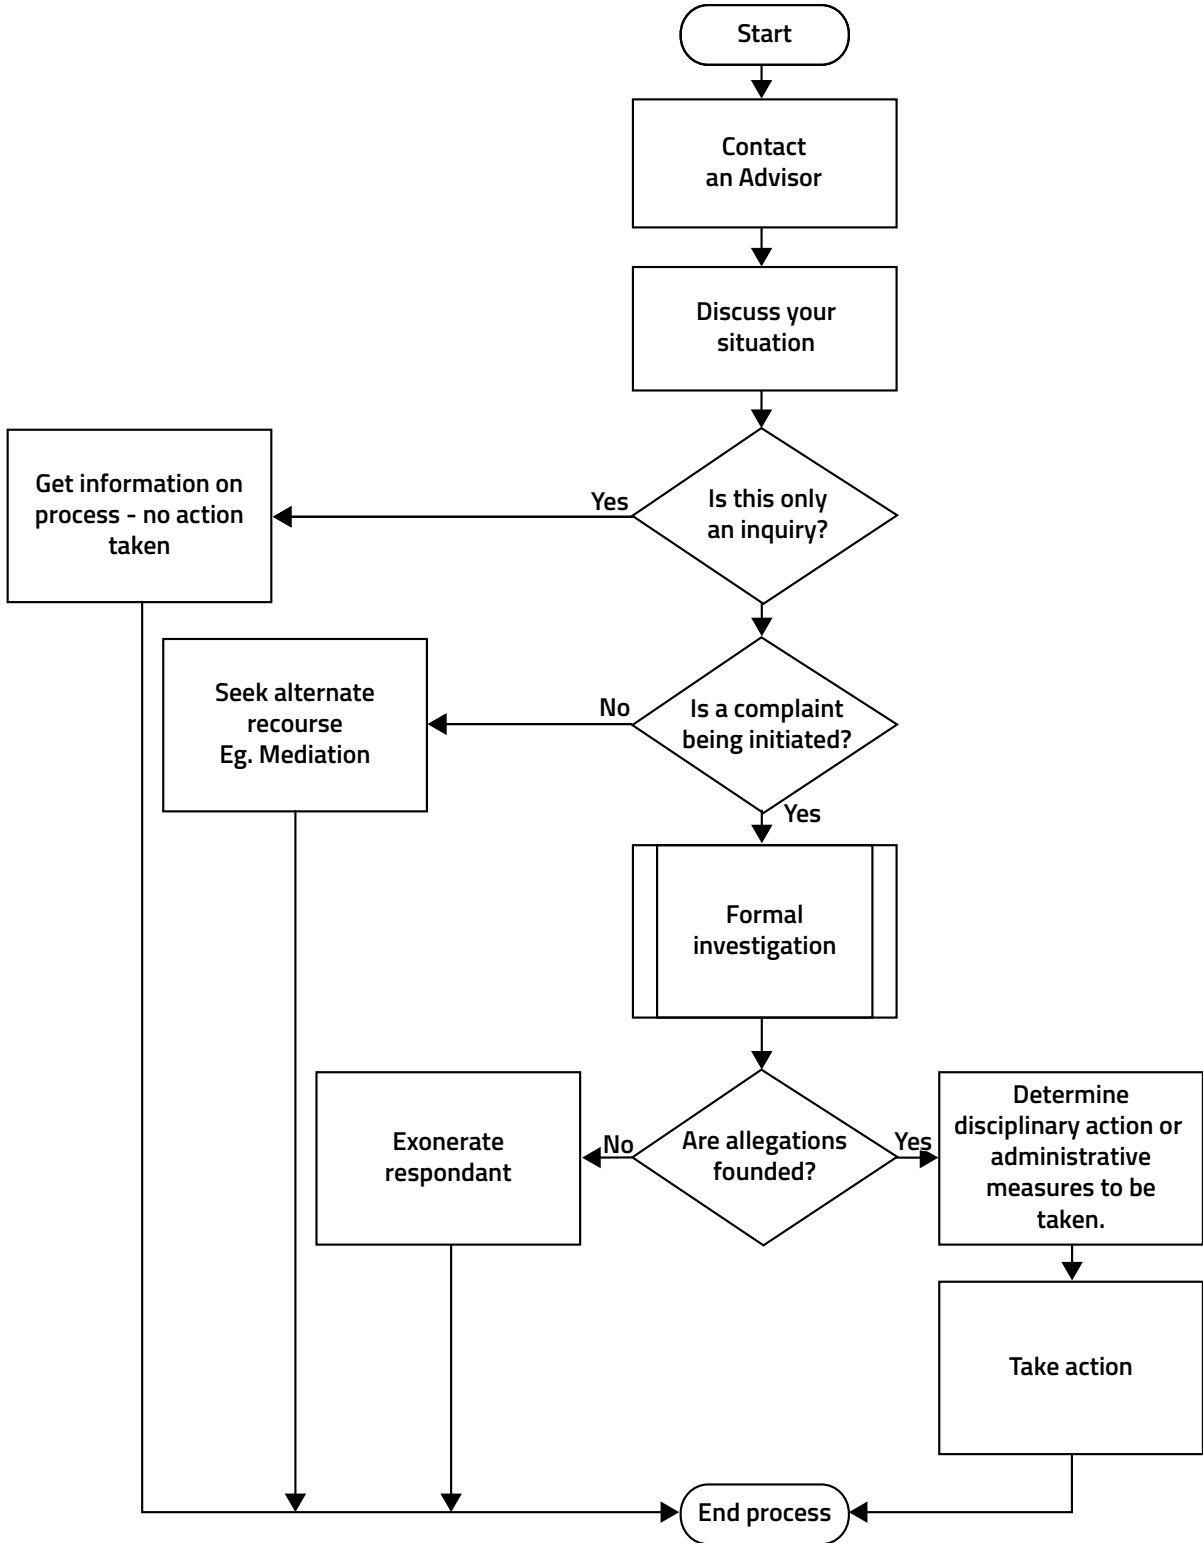 Start
Contact
an Advisor
Discuss your
situation
Is this only
an inquiry?
Yes
Get information on
process - no action
taken
Is a complaint
being initiated?
No
Seek alternate
recourse
Eg. Mediation
Yes
Formal
investigation
Are allegations
founded?
No
Exonerate
respondant
Yes
Determine
disciplinary action or
administrative
measures to be
taken.
Take action
End process